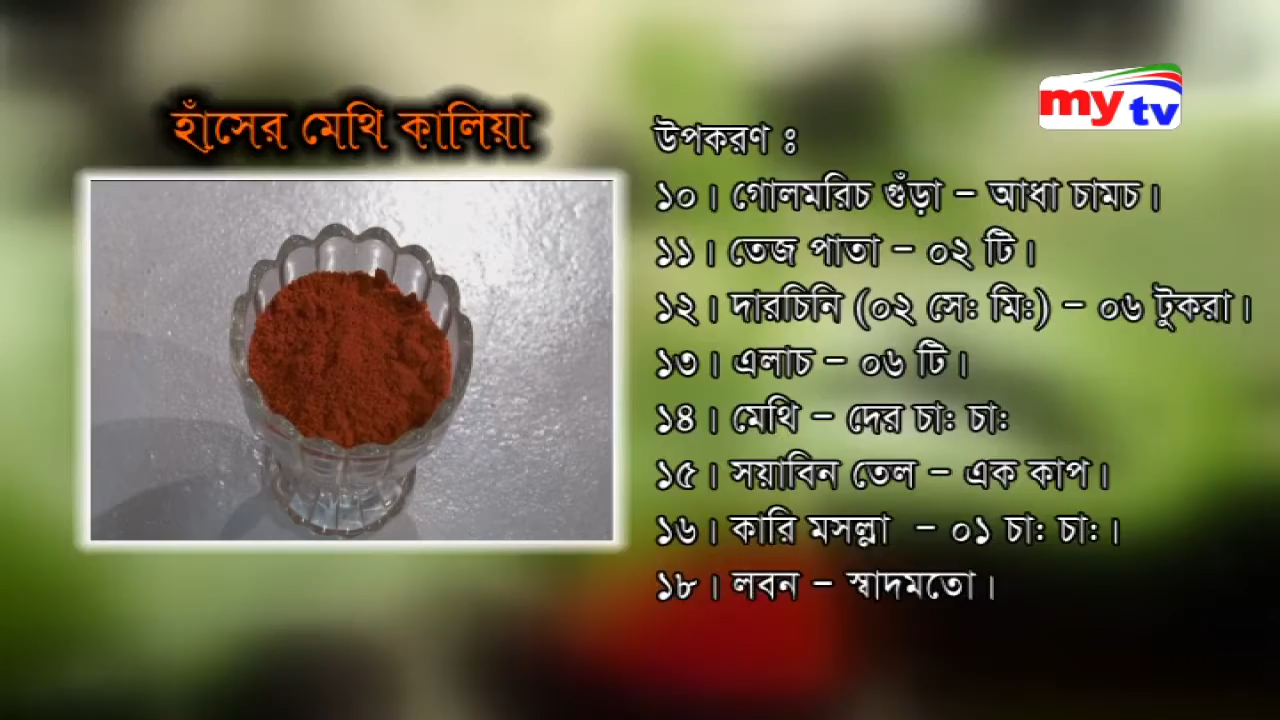 হাঁসের মেথি কালিয়া
my tv
উপকরণ ঃ
১০। গোলমরিচ গুঁড়া – আধা চামচ।
১১। তেজ পাতা – ০২ টি।
১২। দারচিনি (০২ সে: মি:) – ০৬ টুকরা।
১৩। এলাচ – ০৬ টি।
১৪। মেথি – দের চা: চা:
১৫। সয়াবিন তেল – এক কাপ।
১৬। কারি মসল্লা – ০১ চা: চা:।
১৮। লবন – স্বাদমতো।